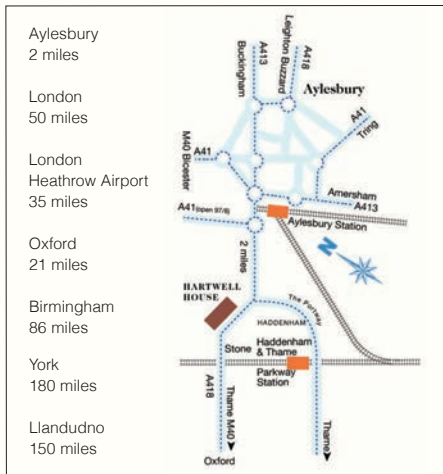 Aylesbury
2 miles
London
50 miles
London
Heathrow Airport
35 miles
Oxford
21 miles
Birmingham
86 miles
York
180 miles
Llandudno
150 miles
Buckingham
A413
Leighton Buzzard
A418
Aylesbury
A41
Tring
M40 Bicester
A41
Amersham
A413
A41(open 97/8)
Aylesbury Station
2 miles
N
HARTWELL
HOUSE
The Portway
HADDENHAM
Stone
Haddenham
& Thame
Parkway
Station
A418
Thame M40
Thame
Oxford